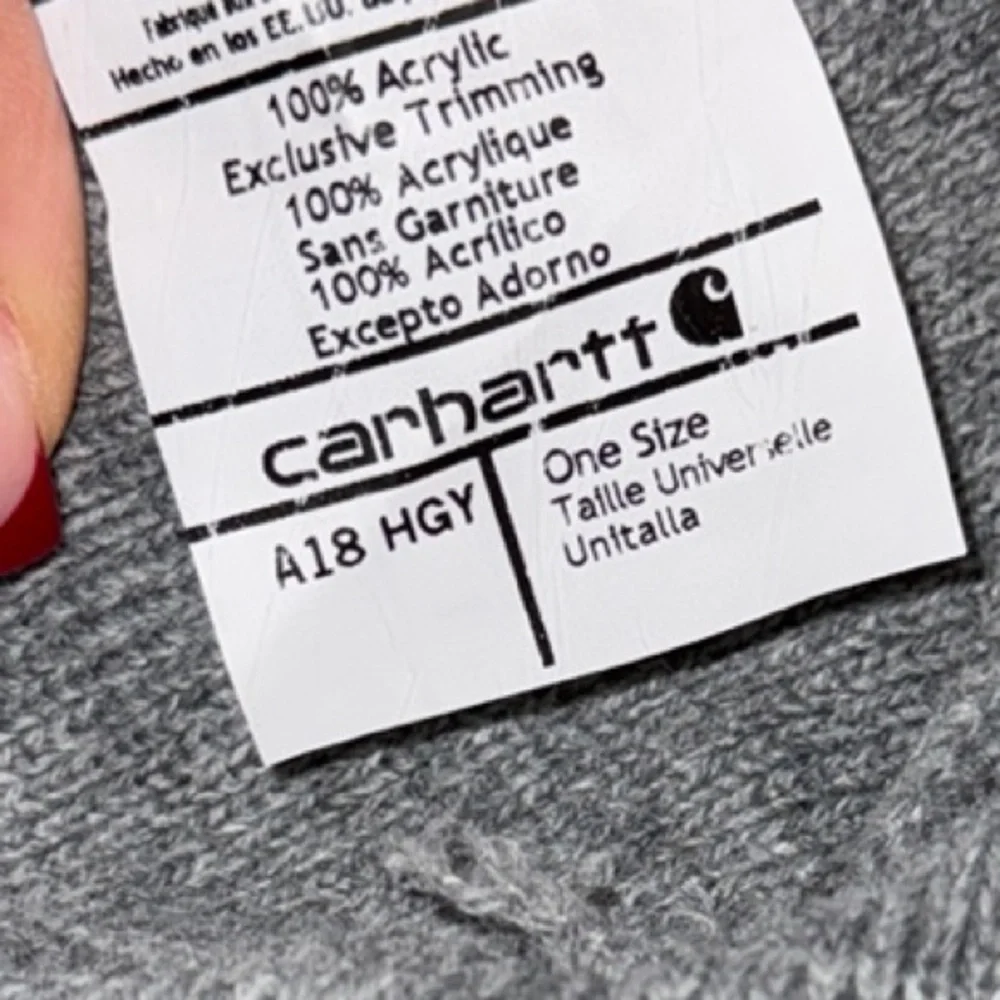 Hecho en los EE.UU.
100% Acrylic
Exclusive Trimming
100% Acrylique
Sans Garniture
100% Acrílico
Excepto Adorno
carhartt
A18 HGY
One Size
Taille Universelle
Unitalla